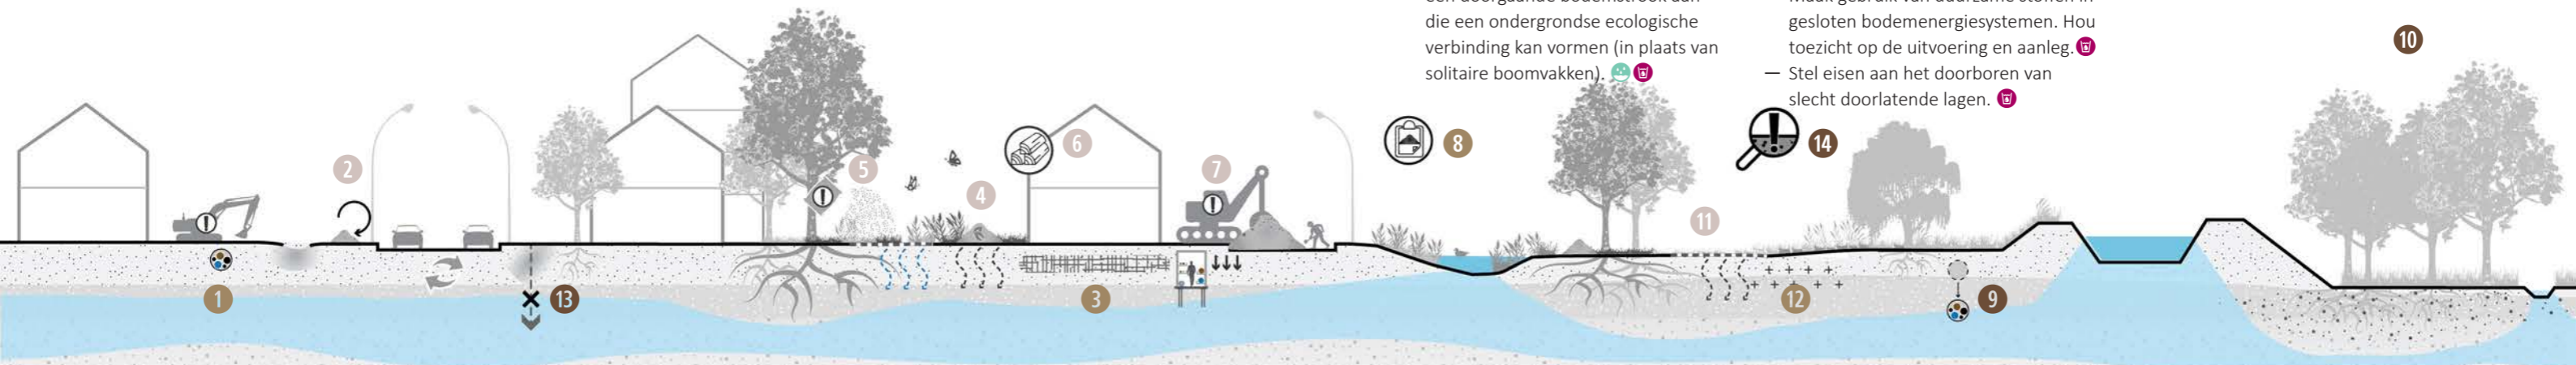 die een ondergrondse ecologische
verbinding kan vormen (in plaats van
solitaire boomvakken).
gesloten bodemenergiesystemen. Hou
toezicht op de uitvoering en aanleg.
— Stel eisen aan het doorboren van
slecht doorlatende lagen.
10
2
5
6
7
8
14
4
11
1
13
3
12
9